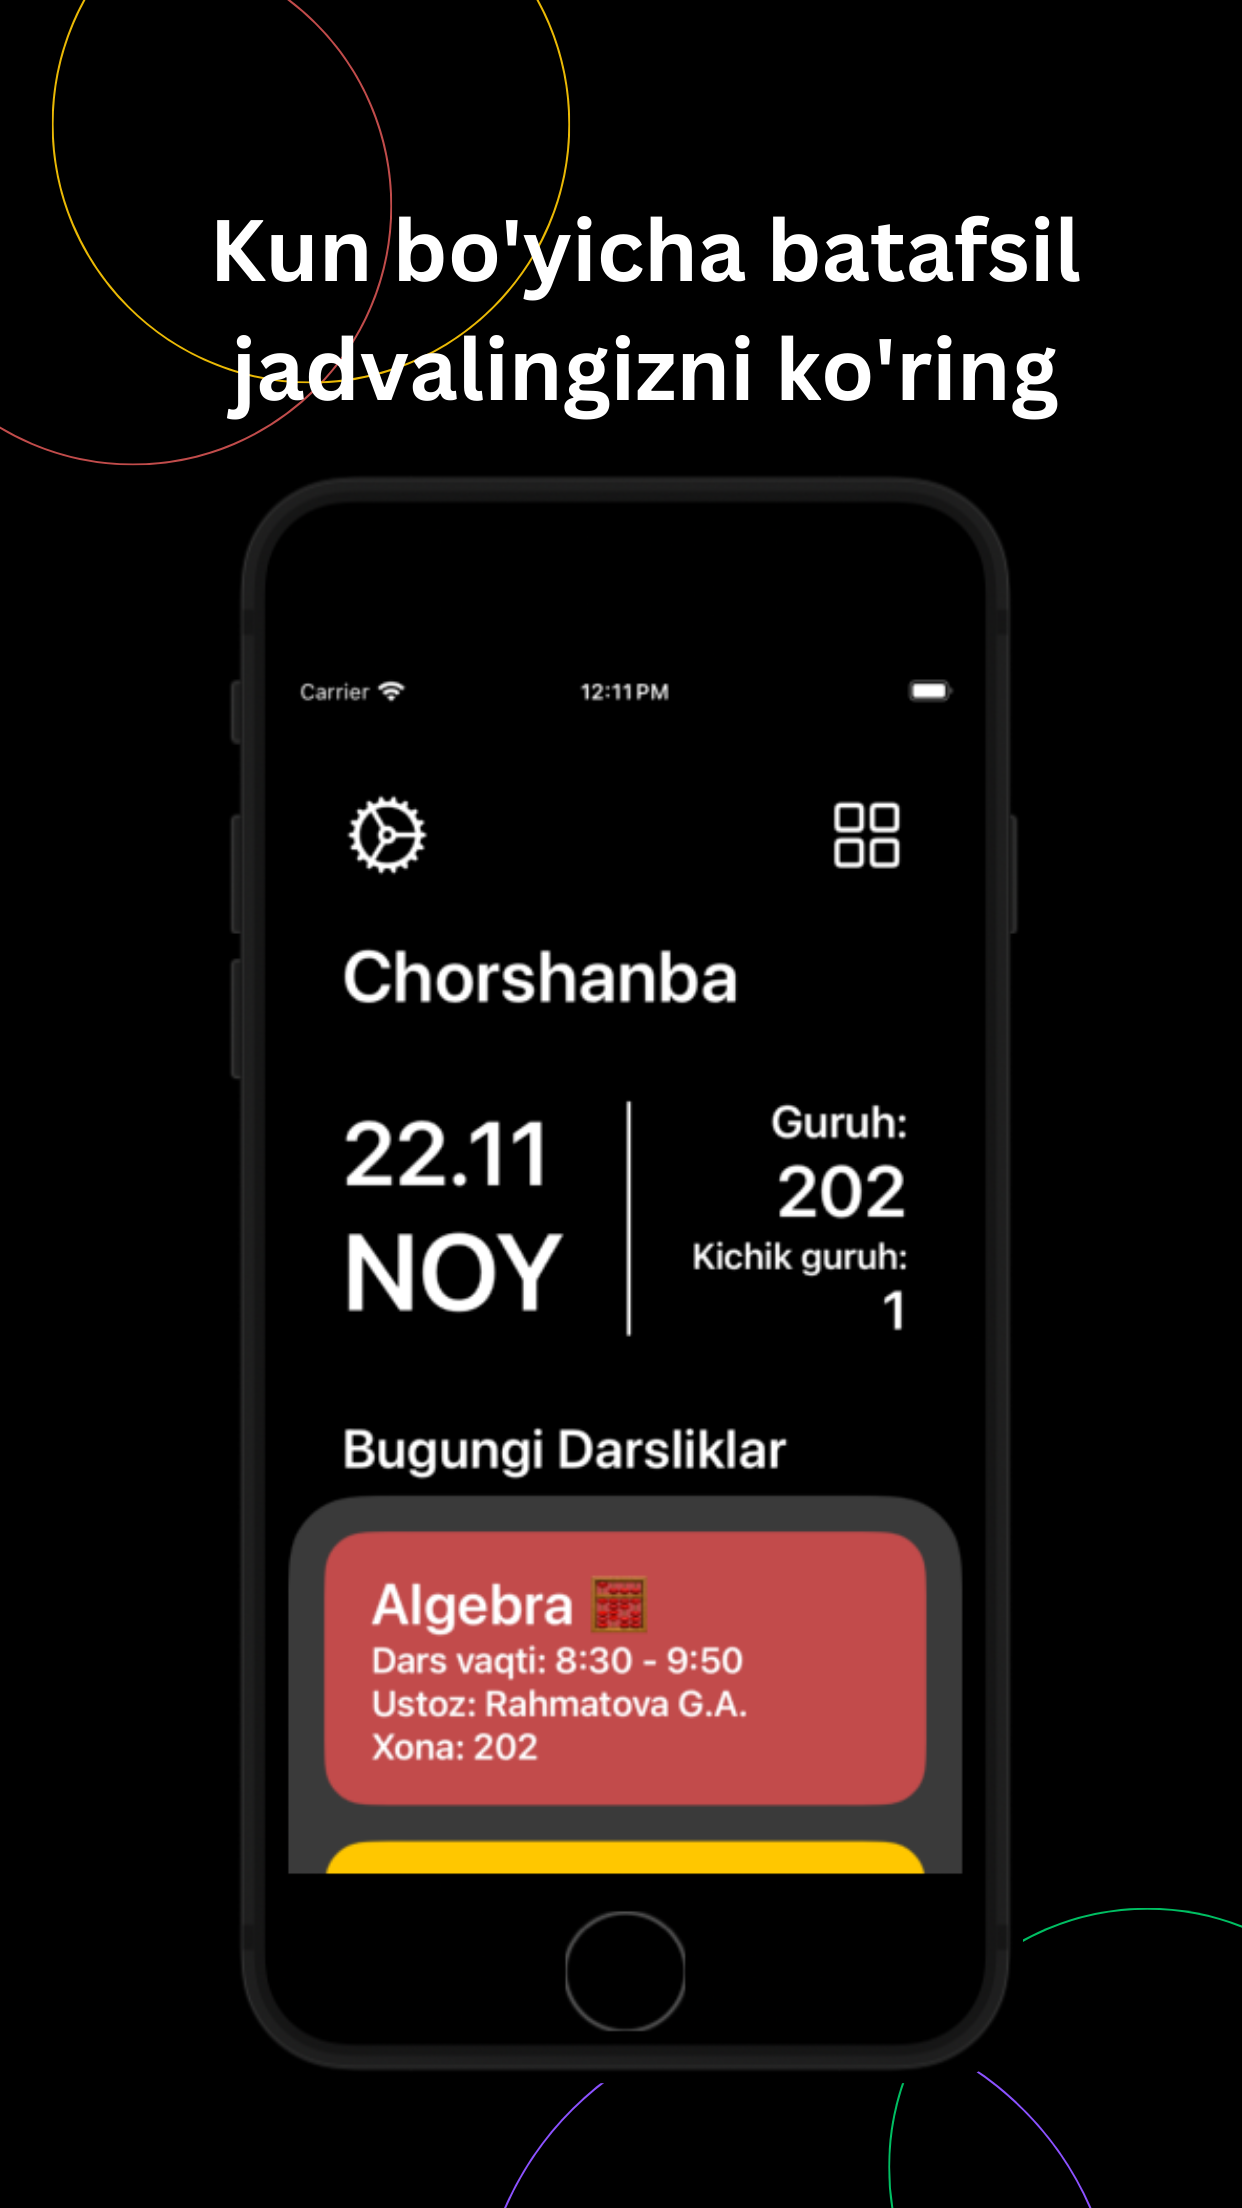 Kun bo'yicha batafsil
jadvalingizni ko'ring
Carrier 12:11 PM
Chorshanba
22.11
NOY
Guruh:
202
Kichik guruh:
1
Bugungi Darsliklar
Algebra 🧮
Dars vaqti: 8:30 - 9:50
Ustoz: Rahmatova G.A.
Xona: 202